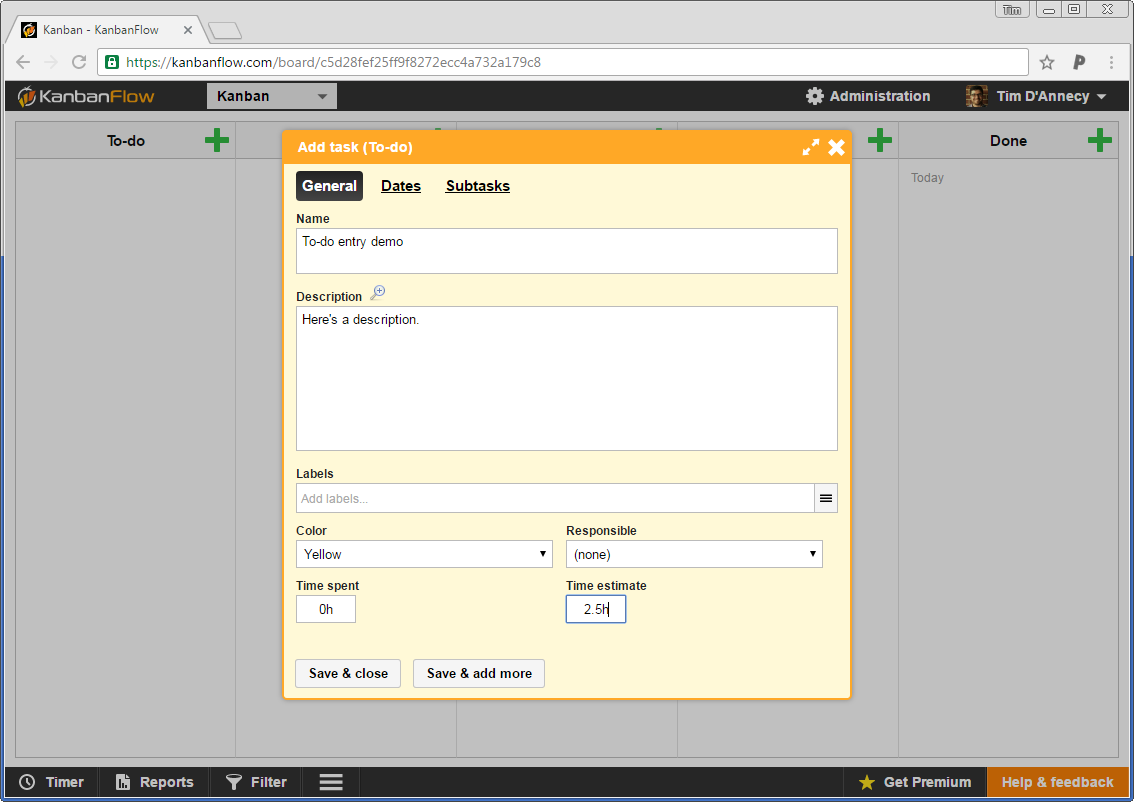 Tim
Kanban - KanbanFlow
https://kanbanflow.com/board/c5d28fef25ff9f8272ecc4a732a179c8
KanbanFlow
Kanban
Administration
Tim D'Annecy
To-do
Done
Today
Add task (To-do)
General Dates Subtasks
Name
To-do entry demo
Description
Here's a description.
Labels
Add labels...
Color Responsible
Yellow (none)
Time spent Time estimate
0h 2.5h
Save & close Save & add more
Timer Reports Filter Get Premium Help & feedback